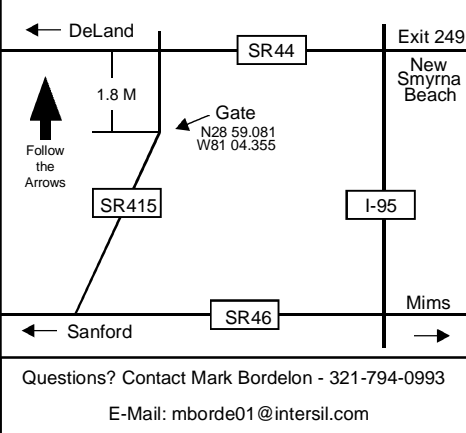 DeLand
SR44
Exit 249
New
Smyrna
Beach
1.8 M
Gate
N28 59.081
W81 04.355
Follow
the
Arrows
SR415
I-95
SR46
Mims
Sanford
Questions? Contact Mark Bordelon - 321-794-0993
E-Mail: mborde01@intersil.com